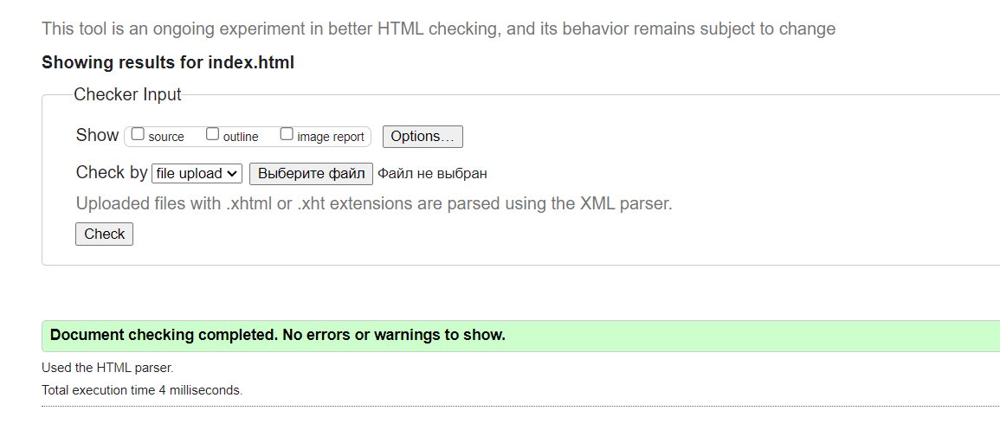 This tool is an ongoing experiment in better HTML checking, and its behavior remains subject to change
Showing results for index.html
Checker Input
Show source outline image report Options...
Check by file upload Выберите файл Файл не выбран
Uploaded files with .xhtml or .xht extensions are parsed using the XML parser.
Check
Document checking completed. No errors or warnings to show.
Used the HTML parser.
Total execution time 4 milliseconds.